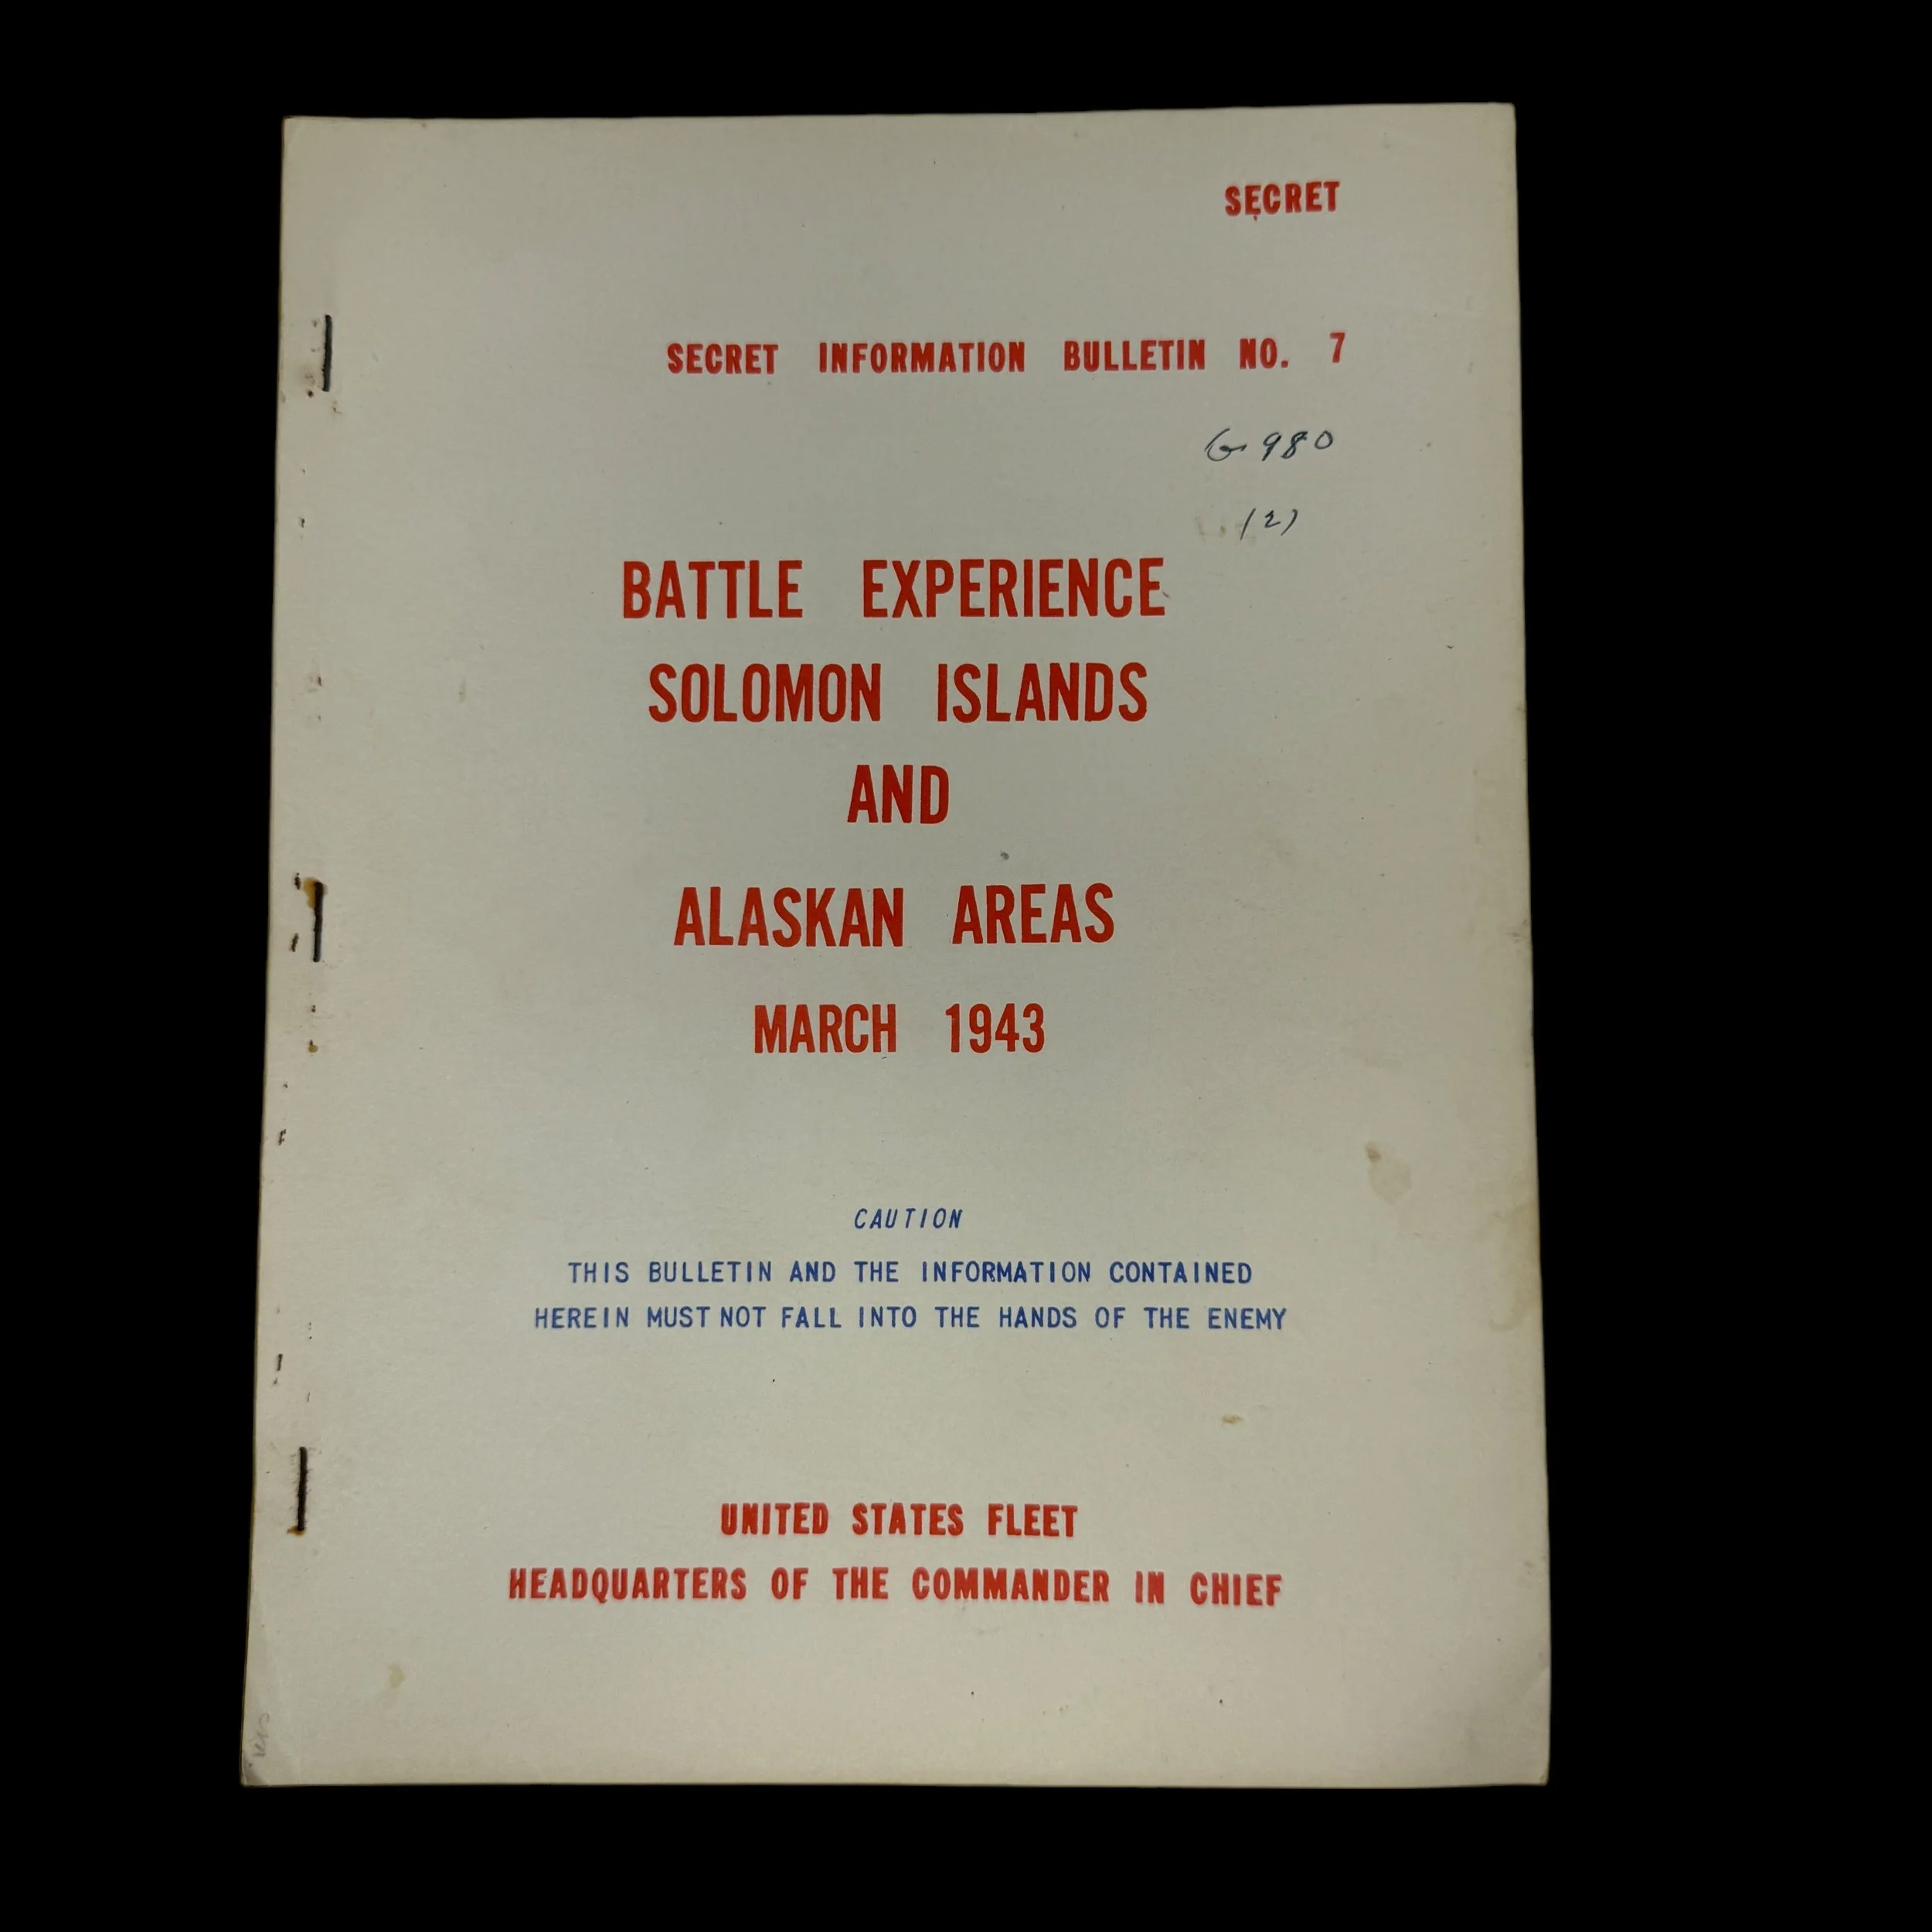 SECRET
SECRET INFORMATION BULLETIN NO. 7
G 980
(2)
BATTLE EXPERIENCE
SOLOMON ISLANDS
AND
ALASKAN AREAS
MARCH 1943
CAUTION
THIS BULLETIN AND THE INFORMATION CONTAINED
HEREIN MUST NOT FALL INTO THE HANDS OF THE ENEMY
UNITED STATES FLEET
HEADQUARTERS OF THE COMMANDER IN CHIEF